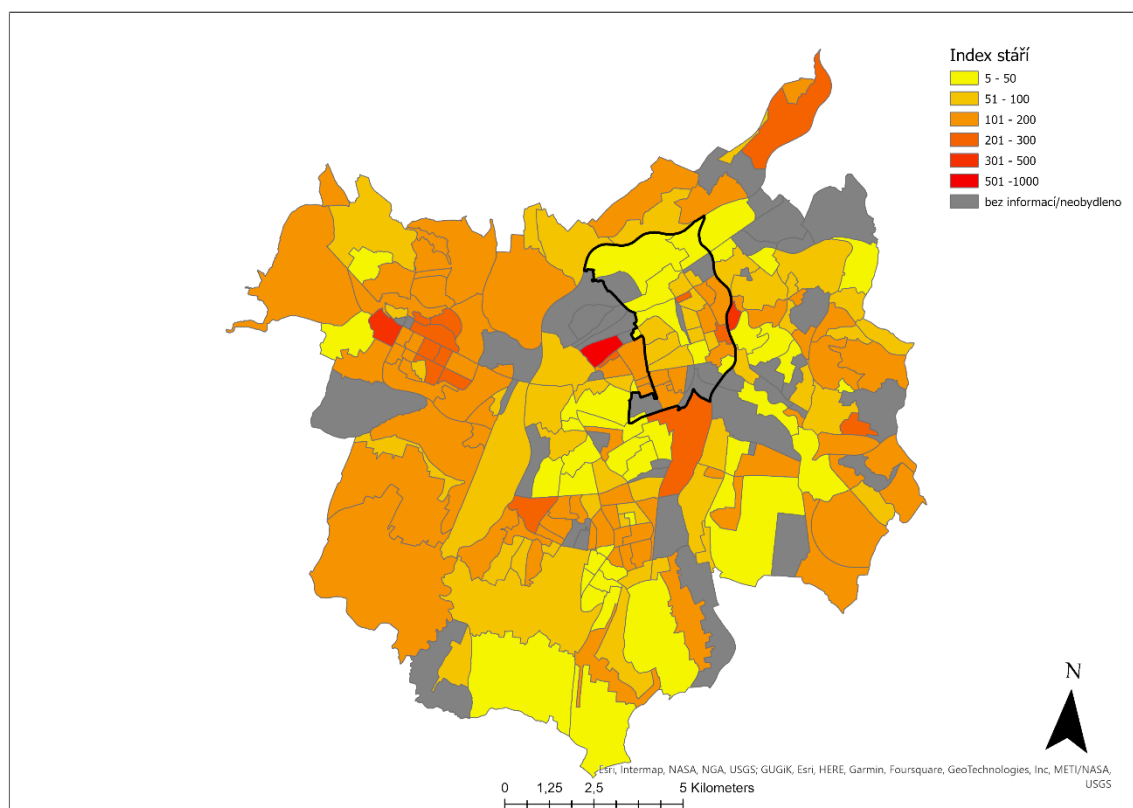 Index stáří
5 - 50
51 - 100
101 - 200
201 - 300
301 - 500
501 -1000
bez informací/neobydleno
N
Esri, Intermap, NASA, NGA, USGS; GUGiK, Esri, HERE, Garmin, Foursquare, GeoTechnologies, Inc, METI/NASA,
USGS
0 1,25 2,5 5 Kilometers